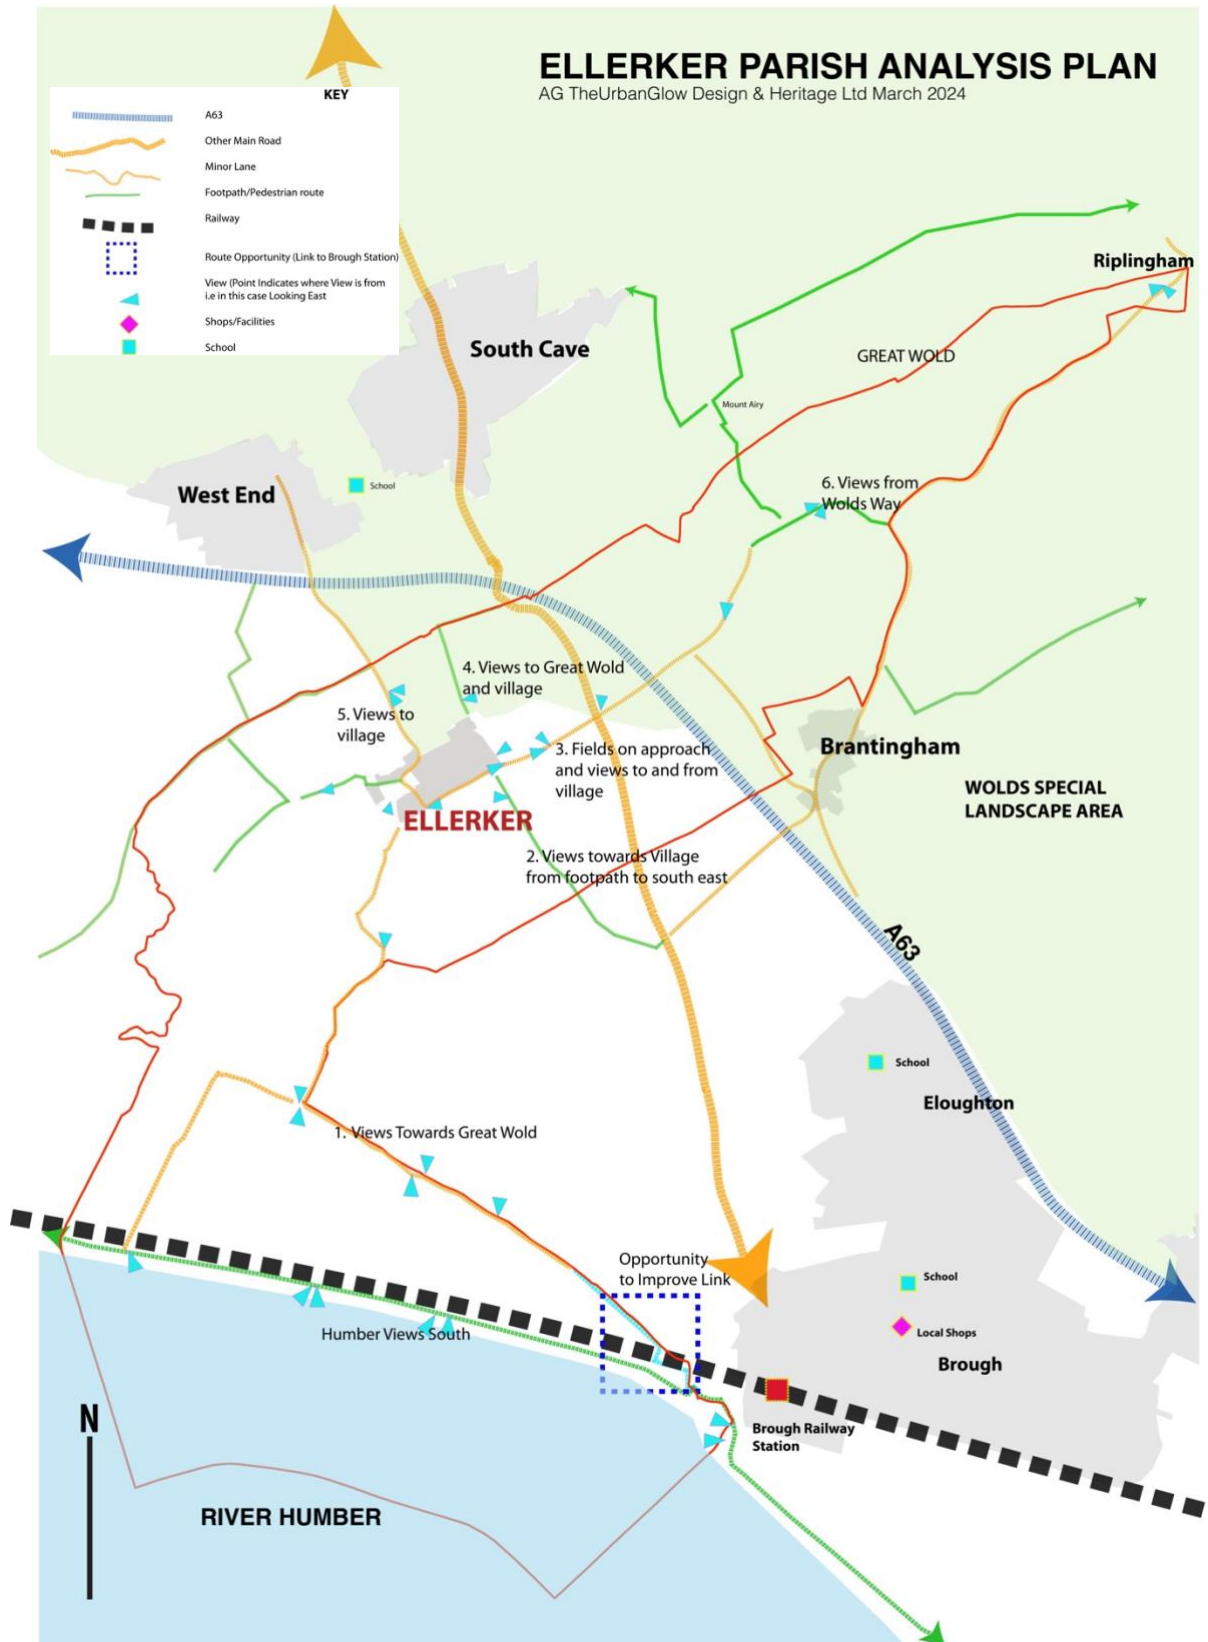 ELLERKER PARISH ANALYSIS PLAN
AG TheUrbanGlow Design & Heritage Ltd March 2024
KEY
A63
Other Main Road
Minor Lane
Footpath/Pedestrian route
Railway
Route Opportunity (Link to Brough Station)
View (Point Indicates where View is from
i.e in this case Looking East
Shops/Facilities
School
Riplingham
South Cave
GREAT WOLD
Mount Airy
West End
School
6. Views from
Wolds Way
4. Views to Great Wold
and village
5. Views to
village
3. Fields on approach
and views to and from
village
Brantingham
WOLDS SPECIAL
LANDSCAPE AREA
ELLERKER
2. Views towards Village
from footpath to south east
A63
School
Eloughton
1. Views Towards Great Wold
Opportunity
to Improve Link
School
Local Shops
Humber Views South
Brough
Brough Railway
Station
N
RIVER HUMBER